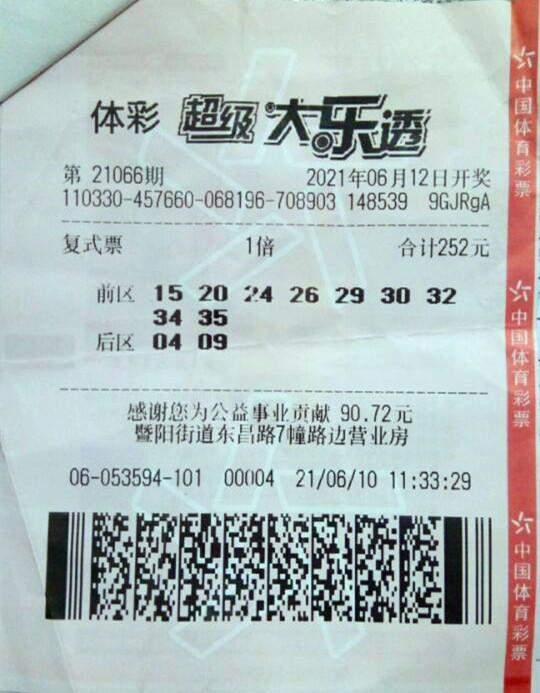 体彩 超级大乐透
第 21066期 2021年06月12日开奖
110330-457660-068196-708903 148539 9GJRgA
复式票 1倍 合计252元
前区 15 20 24 26 29 30 32
34 35
后区 04 09
感谢您为公益事业贡献 90.72元
暨阳街道东昌路7幢路边营业房
06-053594-101 00004 21/06/10 11:33:29
中国体育彩票
中国体育彩票
中国体育彩票